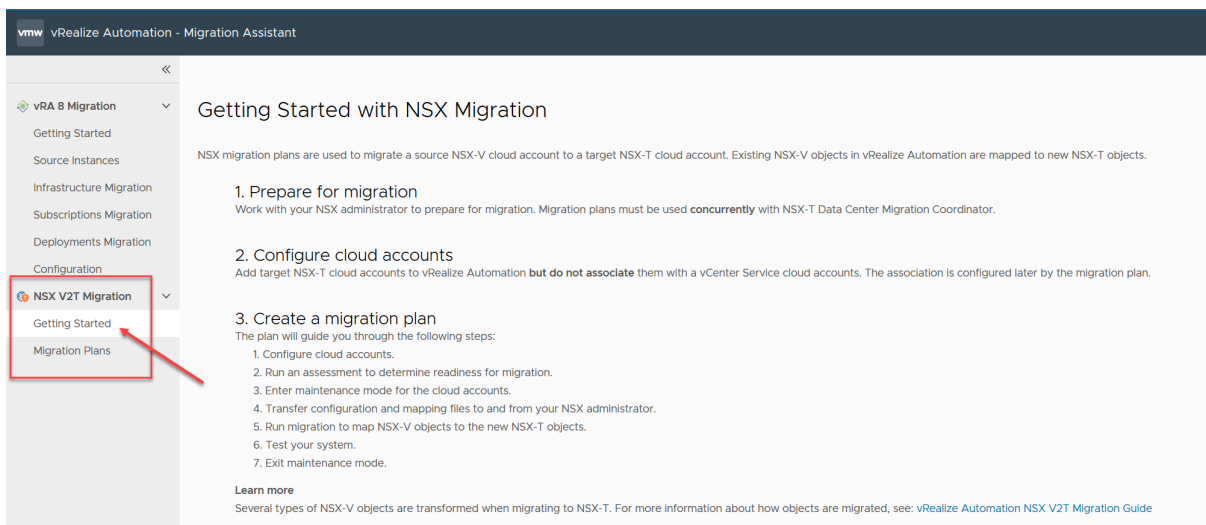 vmw vRealize Automation - Migration Assistant
vRA 8 Migration
Getting Started
Source Instances
Infrastructure Migration
Subscriptions Migration
Deployments Migration
Configuration
NSX V2T Migration
Getting Started
Migration Plans
Getting Started with NSX Migration
NSX migration plans are used to migrate a source NSX-V cloud account to a target NSX-T cloud account. Existing NSX-V objects in vRealize Automation are mapped to new NSX-T objects.
1. Prepare for migration
Work with your NSX administrator to prepare for migration. Migration plans must be used concurrently with NSX-T Data Center Migration Coordinator.
2. Configure cloud accounts
Add target NSX-T cloud accounts to vRealize Automation but do not associate them with a vCenter Service cloud accounts. The association is configured later by the migration plan.
3. Create a migration plan
The plan will guide you through the following steps:
1. Configure cloud accounts.
2. Run an assessment to determine readiness for migration.
3. Enter maintenance mode for the cloud accounts.
4. Transfer configuration and mapping files to and from your NSX administrator.
5. Run migration to map NSX-V objects to the new NSX-T objects.
6. Test your system.
7. Exit maintenance mode.
Learn more
Several types of NSX-V objects are transformed when migrating to NSX-T. For more information about how objects are migrated, see: vRealize Automation NSX V2T Migration Guide